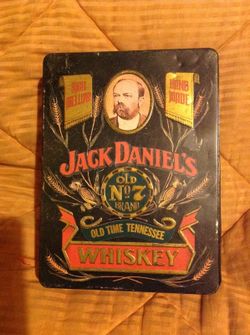 JACK DANIEL'S
OLD
No 7
BRAND
OLD TIME TENNESSEE
WHISKEY